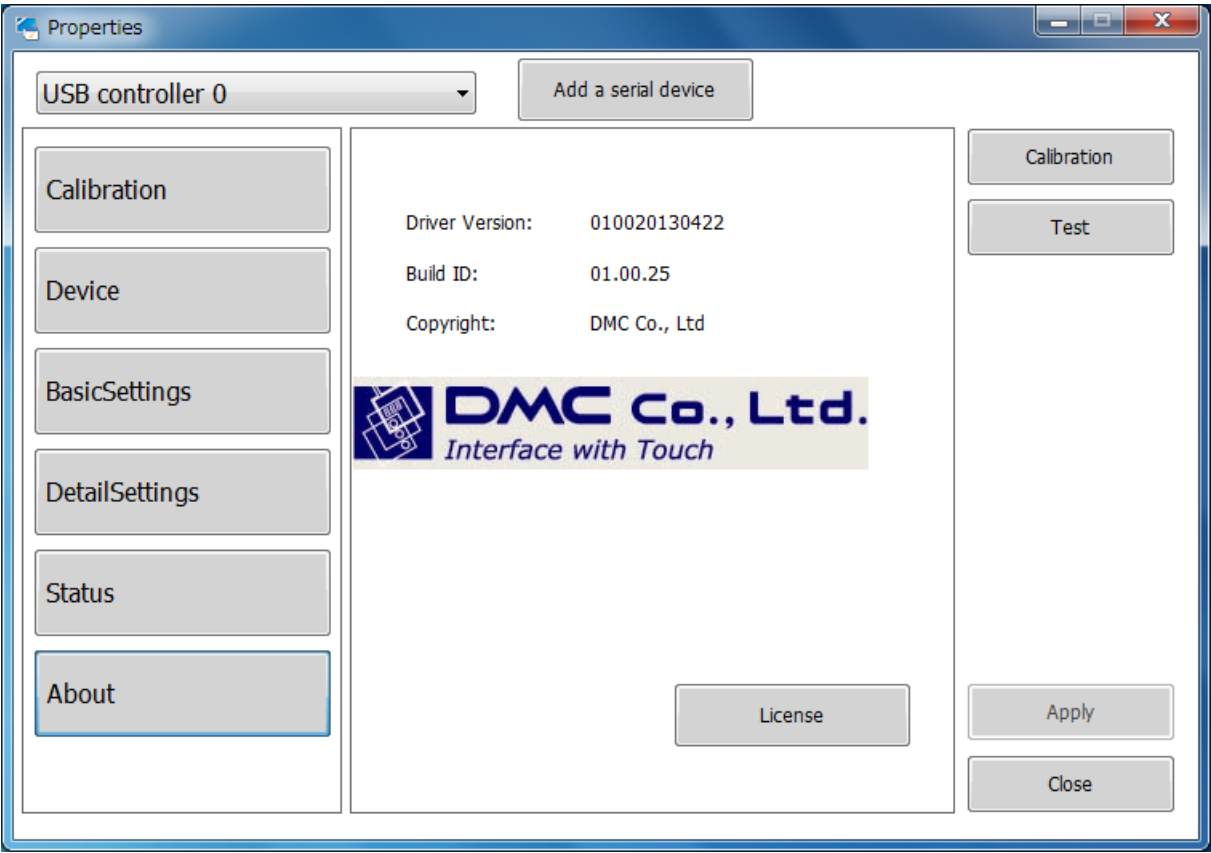 Properties
USB controller 0
Add a serial device
Calibration
Device
BasicSettings
DetailSettings
Status
About
Driver Version: 010020130422
Build ID: 01.00.25
Copyright: DMC Co., Ltd
DMC Co., Ltd.
Interface with Touch
License
Calibration
Test
Apply
Close